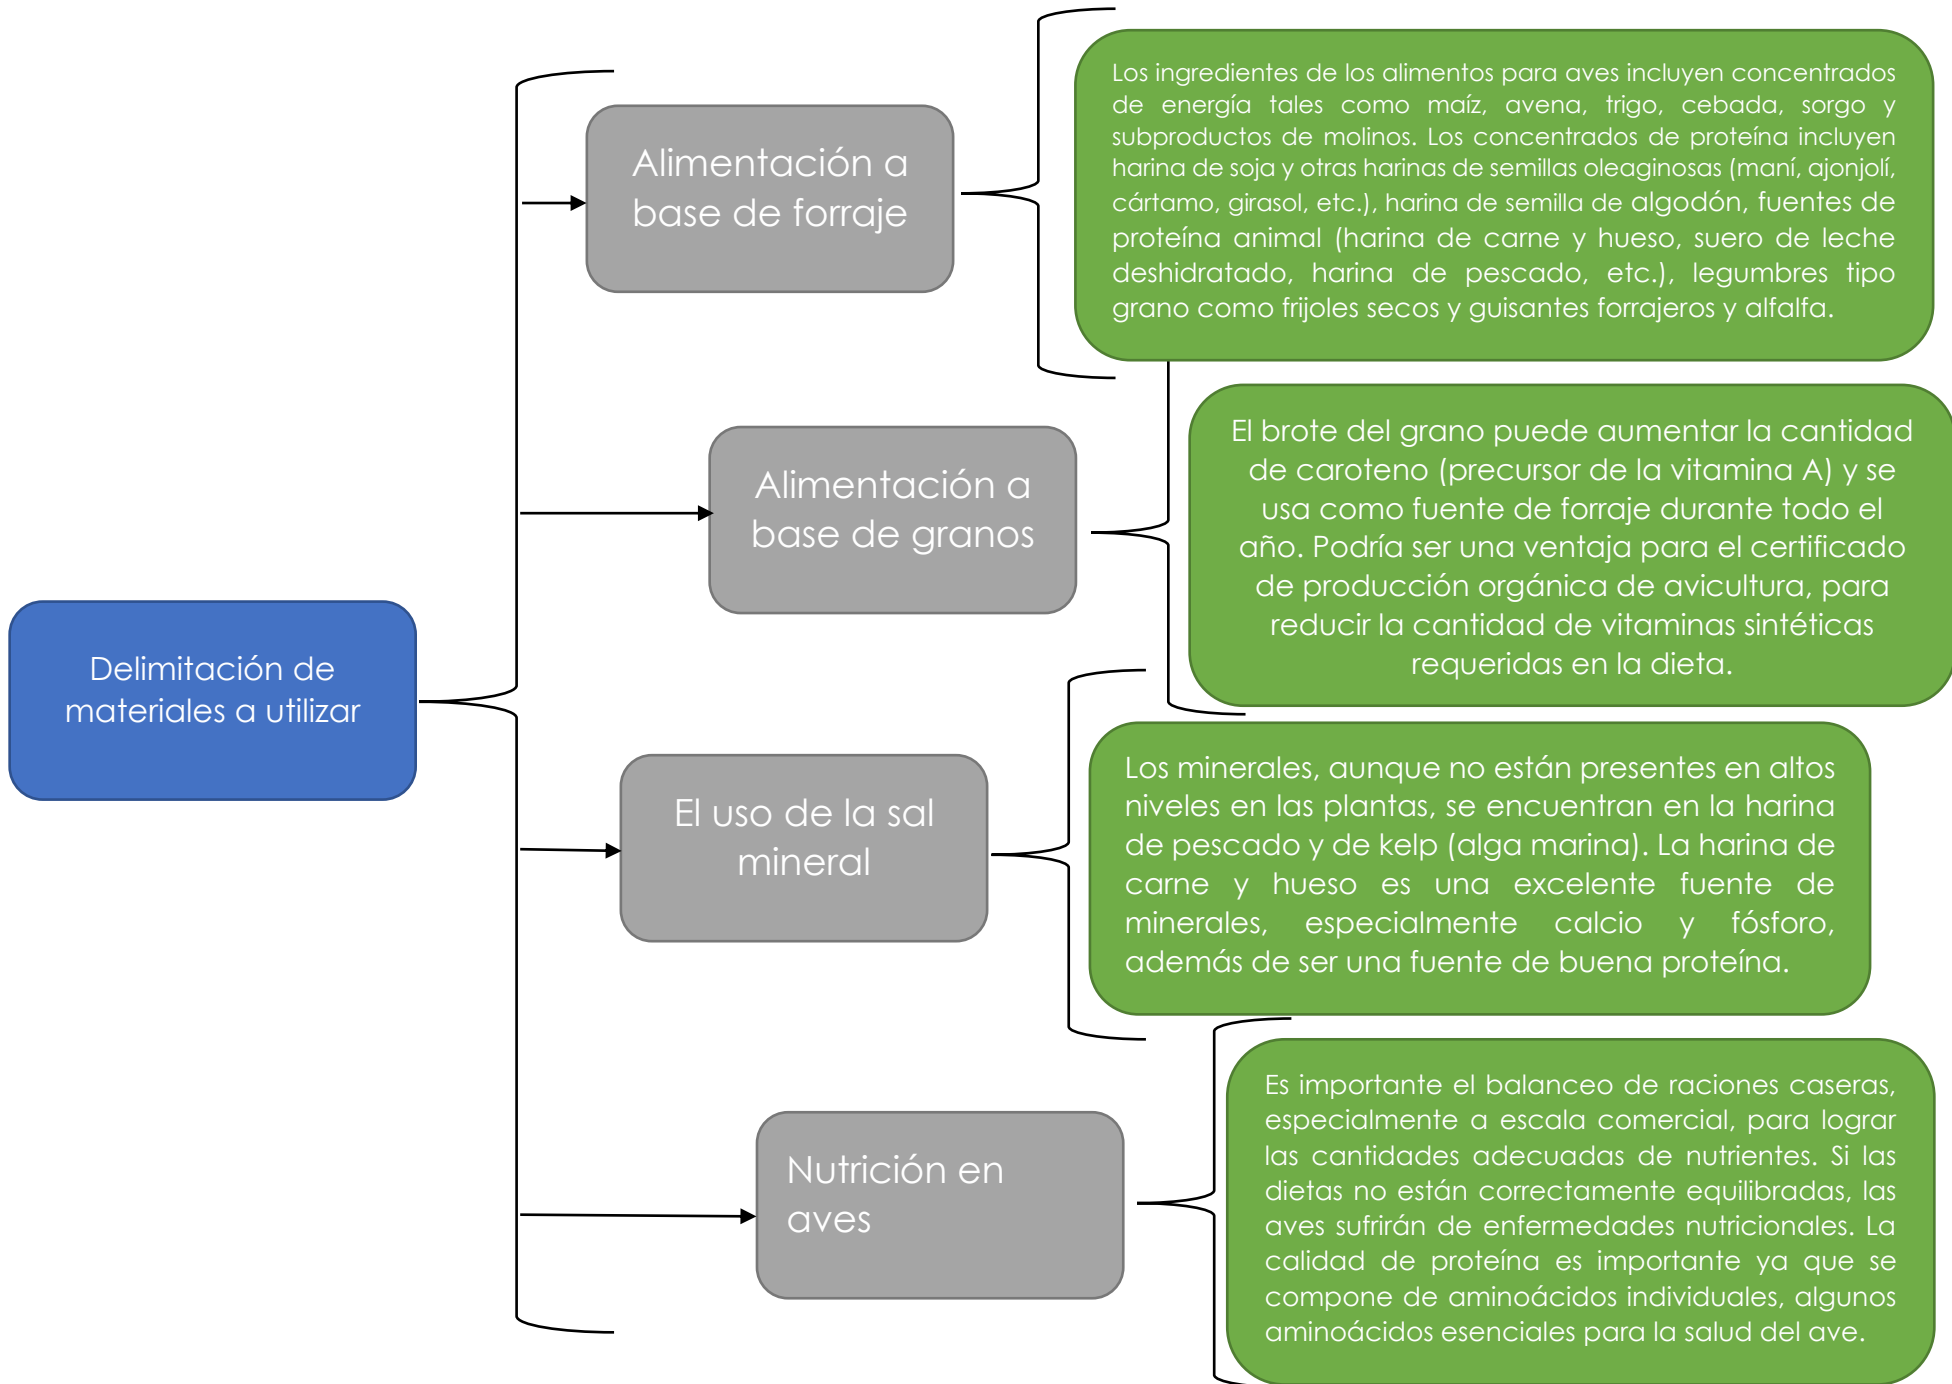 Delimitación de
materiales a utilizar
Alimentación a
base de forraje
Los ingredientes de los alimentos para aves incluyen concentrados
de energía tales como maíz, avena, trigo, cebada, sorgo y
subproductos de molinos. Los concentrados de proteína incluyen
harina de soja y otras harinas de semillas oleaginosas (maní, ajonjolí,
cártamo, girasol, etc.), harina de semilla de algodón, fuentes de
proteína animal (harina de carne y hueso, suero de leche
deshidratado, harina de pescado, etc.), legumbres tipo
grano como frijoles secos y guisantes forrajeros y alfalfa.
Alimentación a
base de granos
El brote del grano puede aumentar la cantidad
de caroteno (precursor de la vitamina A) y se
usa como fuente de forraje durante todo el
año. Podría ser una ventaja para el certificado
de producción orgánica de avicultura, para
reducir la cantidad de vitaminas sintéticas
requeridas en la dieta.
El uso de la sal
mineral
Los minerales, aunque no están presentes en altos
niveles en las plantas, se encuentran en la harina
de pescado y de kelp (alga marina). La harina de
carne y hueso es una excelente fuente de
minerales, especialmente calcio y fósforo,
además de ser una fuente de buena proteína.
Nutrición en
aves
Es importante el balanceo de raciones caseras,
especialmente a escala comercial, para lograr
las cantidades adecuadas de nutrientes. Si las
dietas no están correctamente equilibradas, las
aves sufrirán de enfermedades nutricionales. La
calidad de proteína es importante ya que se
compone de aminoácidos individuales, algunos
aminoácidos esenciales para la salud del ave.